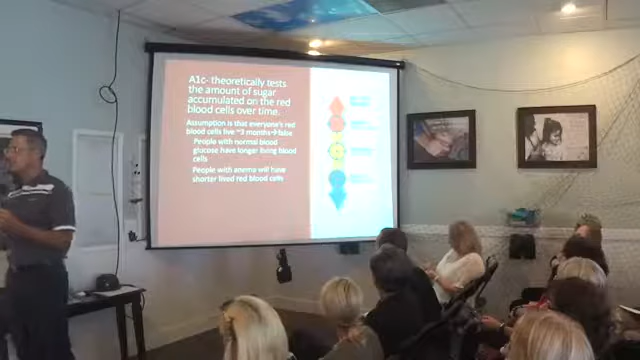 A1c- theoretically tests
the amount of sugar
accumulated on the red
blood cells over time.
Assumption is that everyone's red
blood cells live ~3 months→false
People with normal blood
glucose have longer living blood
cells
People with anemia will have
shorter lived red blood cells